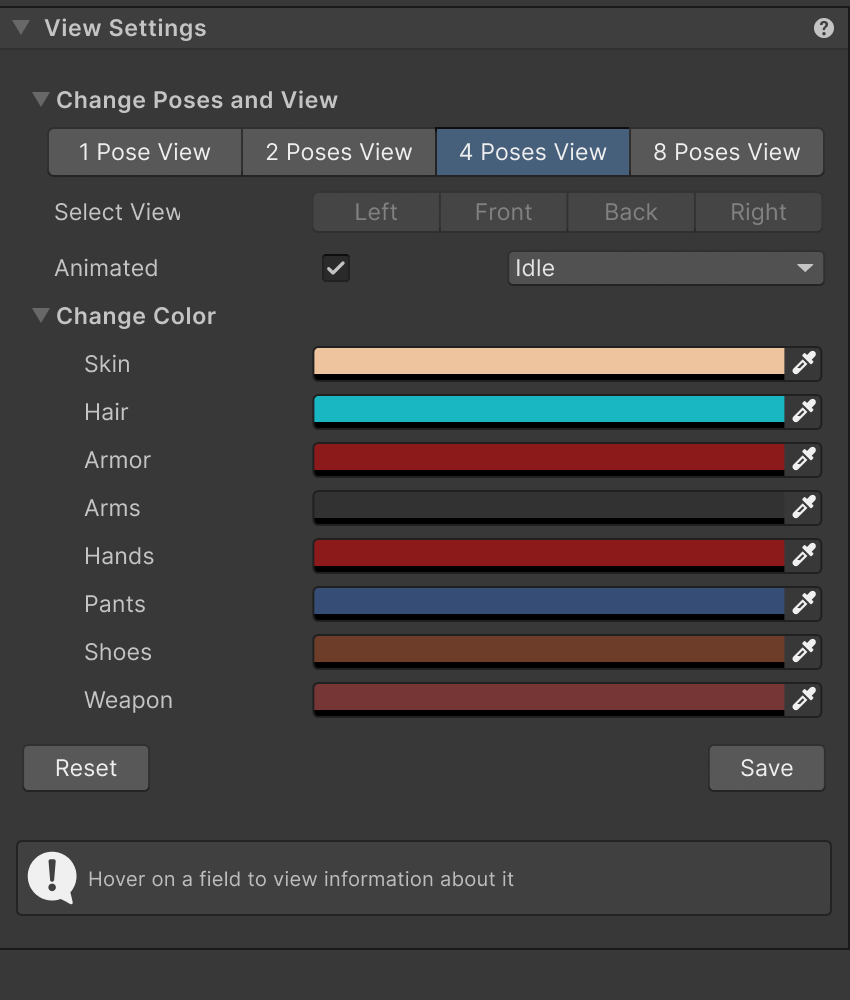 View Settings
Change Poses and View
1 Pose View 2 Poses View 4 Poses View 8 Poses View
Select View Left Front Back Right
Animated Idle
Change Color
Skin
Hair
Armor
Arms
Hands
Pants
Shoes
Weapon
Reset Save
Hover on a field to view information about it